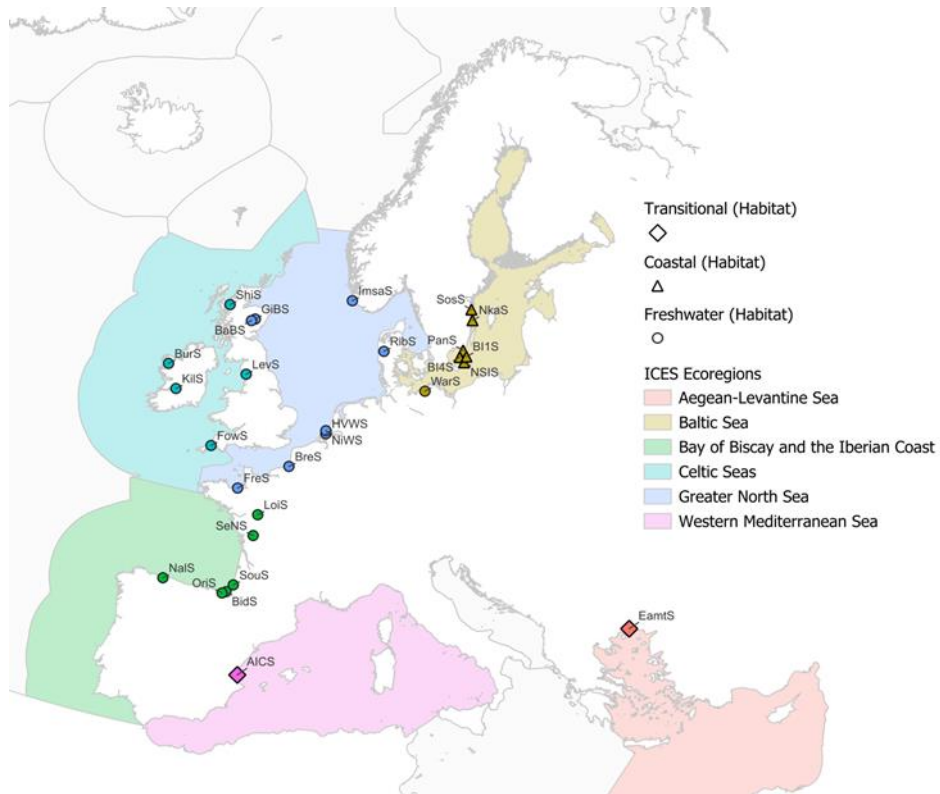 Transitional (Habitat)
Coastal (Habitat)
Freshwater (Habitat)
ICES Ecoregions
Aegean-Levantine Sea
Baltic Sea
Bay of Biscay and the Iberian Coast
Celtic Seas
Greater North Sea
Western Mediterranean Sea
ShiS
GiBS
BaBS
ImsaS
SosS
NkaS
RibS
PanS
BI1S
BI4S
NSIS
WarS
BurS
KilS
LevS
HVWS
NiWS
FowS
BreS
FreS
LoiS
SeNS
NalS
OriS
SouS
BidS
AlCS
EamtS